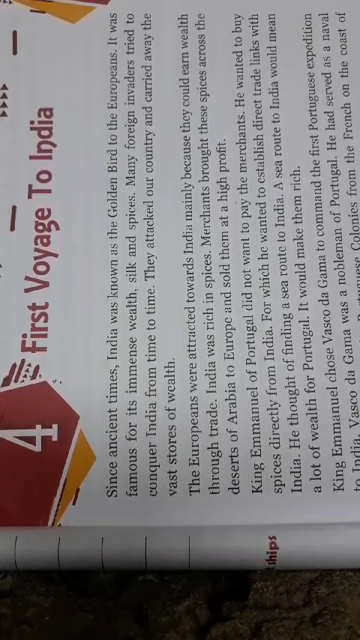 4
First Voyage To India
Since ancient times, India was known as the Golden Bird to the Europeans. It was
famous for its immense wealth, silk and spices. Many foreign invaders tried to
conquer India from time to time. They attacked our country and carried away the
vast stores of wealth.
The Europeans were attracted towards India mainly because they could earn wealth
through trade. India was rich in spices. Merchants brought these spices across the
deserts of Arabia to Europe and sold them at a high profit.
King Emmanuel of Portugal did not want to pay the merchants. He wanted to buy
spices directly from India. For which he wanted to establish direct trade links with
India. He thought of finding a sea route to India. A sea route to India would mean
a lot of wealth for Portugal. It would make them rich.
King Emmanuel chose Vasco da Gama to command the first Portuguese expedition
to India. Vasco da Gama was a nobleman of Portugal. He had served as a naval
Colonies from the French on the coast of
ships